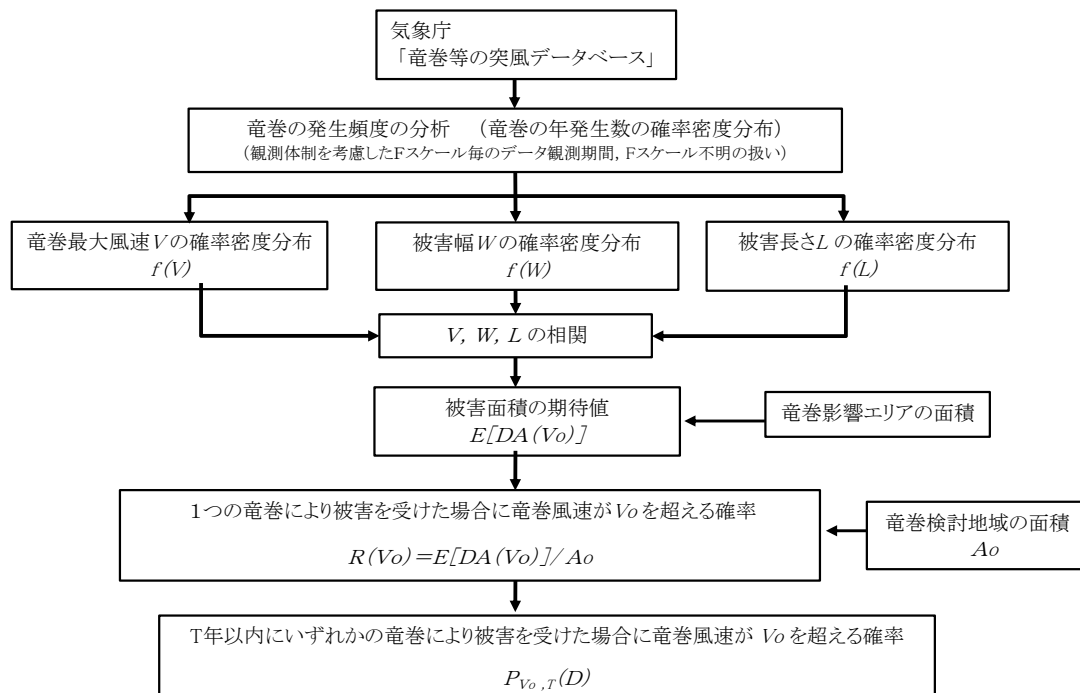 気象庁
「竜巻等の突風データベース」
竜巻の発生頻度の分析　（竜巻の年発生数の確率密度分布）
（観測体制を考慮したFスケール毎のデータ観測期間，Fスケール不明の扱い）
竜巻最大風速Vの確率密度分布
f(V)
被害幅Wの確率密度分布
f(W)
被害長さLの確率密度分布
f(L)
V, W, Lの相関
被害面積の期待値
E[DA(Vo)]
竜巻影響エリアの面積
1つの竜巻により被害を受けた場合に竜巻風速がVoを超える確率
R(Vo)=E[DA(Vo)]/Ao
竜巻検討地域の面積
Ao
T年以内にいずれかの竜巻により被害を受けた場合に竜巻風速が Voを超える確率
P_{Vo,T}(D)